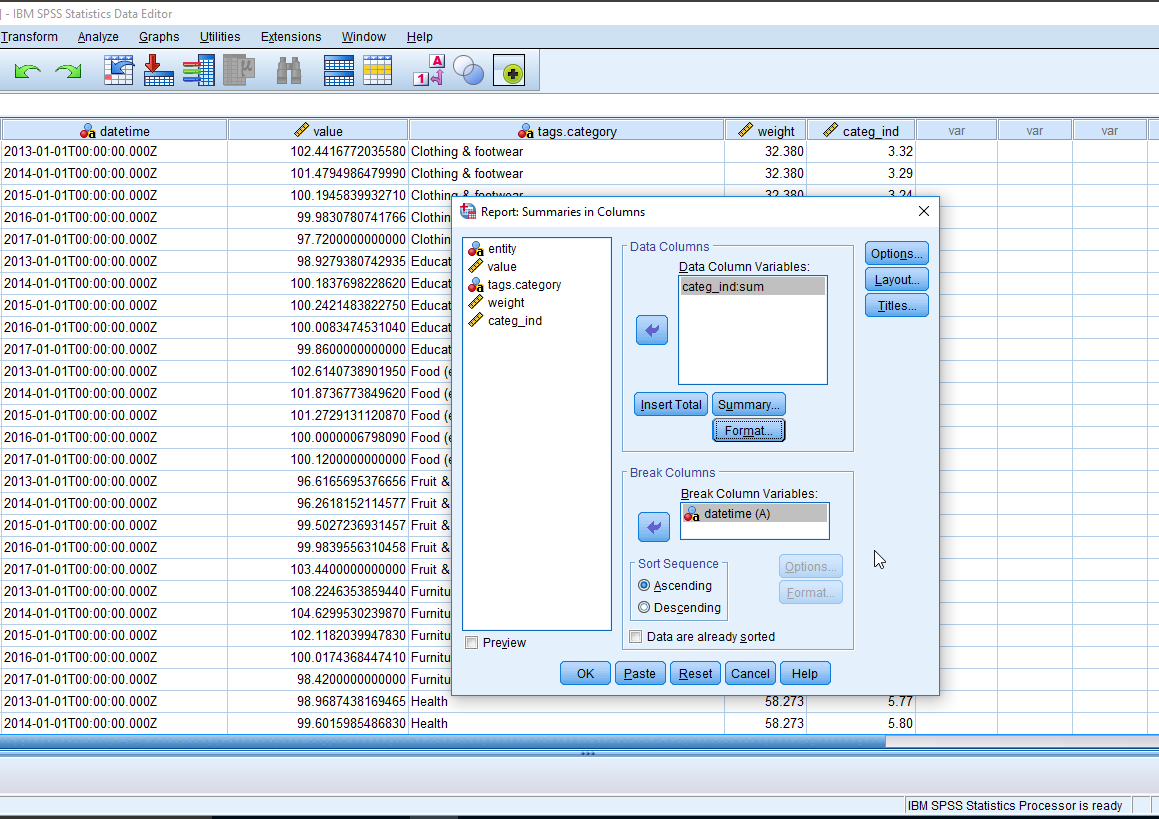 - IBM SPSS Statistics Data Editor
Transform Analyze Graphs Utilities Extensions Window Help
datetime value tags.category weight categ_ind var var var
2013-01-01T00:00:00.000Z 102.4416772035580 Clothing & footwear 32.380 3.32
2014-01-01T00:00:00.000Z 101.4794986479990 Clothing & footwear 32.380 3.29
2015-01-01T00:00:00.000Z 100.1945839932710 Clothing & footwear 32.380 3.24
2016-01-01T00:00:00.000Z 99.9830780741766 Clothin
2017-01-01T00:00:00.000Z 97.7200000000000 Clothin
2013-01-01T00:00:00.000Z 98.9279380742935 Educat
2014-01-01T00:00:00.000Z 100.1837698228620 Educat
2015-01-01T00:00:00.000Z 100.2421483822750 Educat
2016-01-01T00:00:00.000Z 100.0083474531040 Educat
2017-01-01T00:00:00.000Z 99.8600000000000 Educat
2013-01-01T00:00:00.000Z 102.6140738901950 Food (e
2014-01-01T00:00:00.000Z 101.8736773849620 Food (e
2015-01-01T00:00:00.000Z 101.2729131120870 Food (e
2016-01-01T00:00:00.000Z 100.0000006798090 Food (e
2017-01-01T00:00:00.000Z 100.1200000000000 Food (e
2013-01-01T00:00:00.000Z 96.6165695376656 Fruit &
2014-01-01T00:00:00.000Z 96.2618152114577 Fruit &
2015-01-01T00:00:00.000Z 99.5027236931457 Fruit &
2016-01-01T00:00:00.000Z 99.9839556310458 Fruit &
2017-01-01T00:00:00.000Z 103.4400000000000 Fruit &
2013-01-01T00:00:00.000Z 108.2246353859440 Furnitu
2014-01-01T00:00:00.000Z 104.6299530239870 Furnitu
2015-01-01T00:00:00.000Z 102.1182039947830 Furnitu
2016-01-01T00:00:00.000Z 100.0174368447410 Furnitu
2017-01-01T00:00:00.000Z 98.4200000000000 Furnitu
2013-01-01T00:00:00.000Z 98.9687438169465 Health 58.273 5.77
2014-01-01T00:00:00.000Z 99.6015985486830 Health 58.273 5.80
Report: Summaries in Columns
entity
value
tags.category
weight
categ_ind
Preview
Data Columns
Data Column Variables:
categ_ind:sum
Insert Total Summary...
Format...
Options...
Layout...
Titles...
Break Columns
Break Column Variables:
datetime (A)
Sort Sequence
Ascending
Descending
Options...
Format...
Data are already sorted
OK Paste Reset Cancel Help
IBM SPSS Statistics Processor is ready